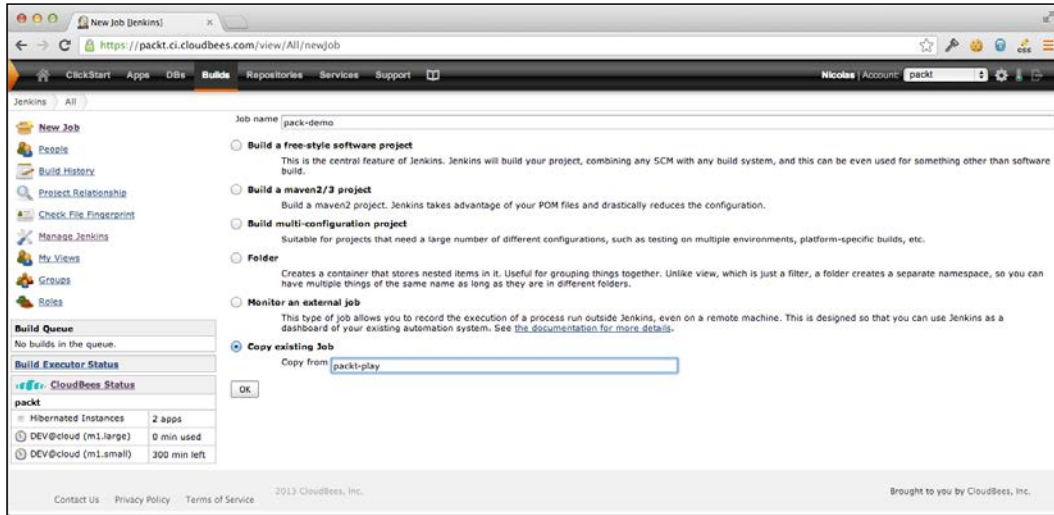 New Job [Jenkins]
https://packt.ci.cloudbees.com/view/All/newJob
css
ClickStart Apps DBs Builds Repositories Services Support
Nicolas | Account: packt
Jenkins All
New Job
People
Build History
Project Relationship
Check File Fingerprint
Manage Jenkins
My Views
Groups
Roles
Build Queue
No builds in the queue.
Build Executor Status
CloudBees Status
packt
Hibernated Instances 2 apps
DEV@cloud (m1.large) 0 min used
DEV@cloud (m1.small) 300 min left
Job name pack-demo
Build a free-style software project
This is the central feature of Jenkins. Jenkins will build your project, combining any SCM with any build system, and this can be even used for something other than software
build.
Build a maven2/3 project
Build a maven2 project. Jenkins takes advantage of your POM files and drastically reduces the configuration.
Build multi-configuration project
Suitable for projects that need a large number of different configurations, such as testing on multiple environments, platform-specific builds, etc.
Folder
Creates a container that stores nested items in it. Useful for grouping things together. Unlike view, which is just a filter, a folder creates a separate namespace, so you can
have multiple things of the same name as long as they are in different folders.
Monitor an external job
This type of job allows you to record the execution of a process run outside Jenkins, even on a remote machine. This is designed so that you can use Jenkins as a
dashboard of your existing automation system. See the documentation for more details.
Copy existing Job
Copy from packt-play
OK
Contact Us Privacy Policy Terms of Service 2013 CloudBees, Inc. Brought to you by CloudBees, Inc.